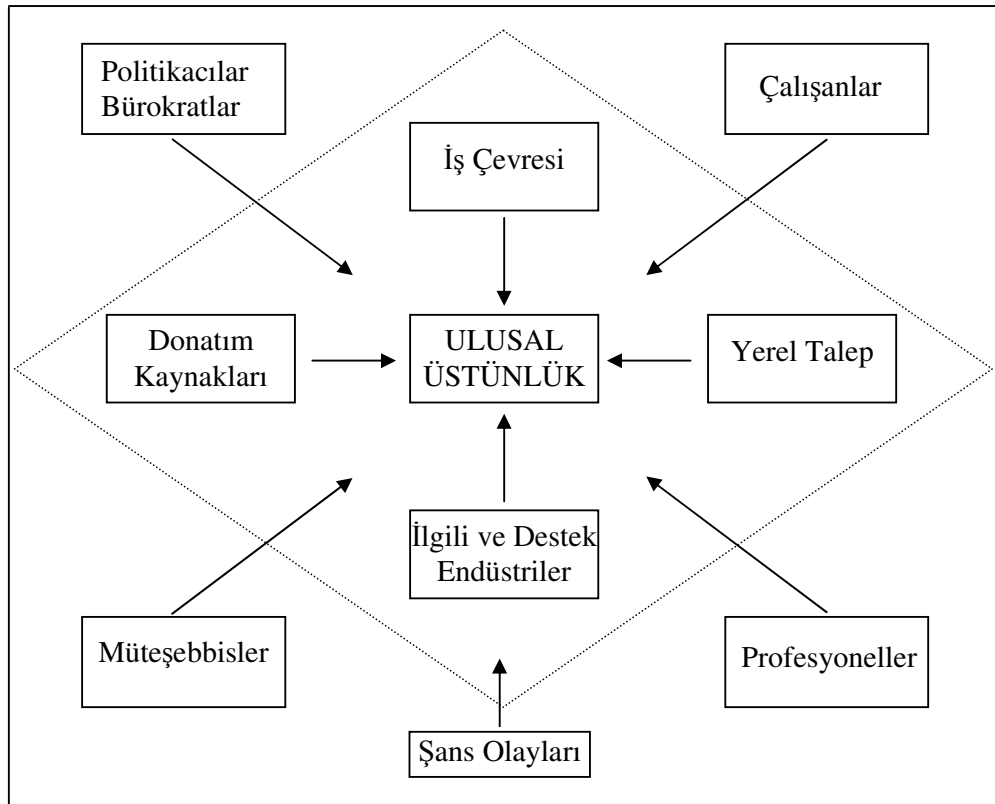 Politikacılar
Bürokratlar
Çalışanlar
İş Çevresi
Donatım
Kaynakları
ULUSAL
ÜSTÜNLÜK
Yerel Talep
İlgili ve Destek
Endüstriler
Müteşebbisler
Profesyoneller
Şans Olayları